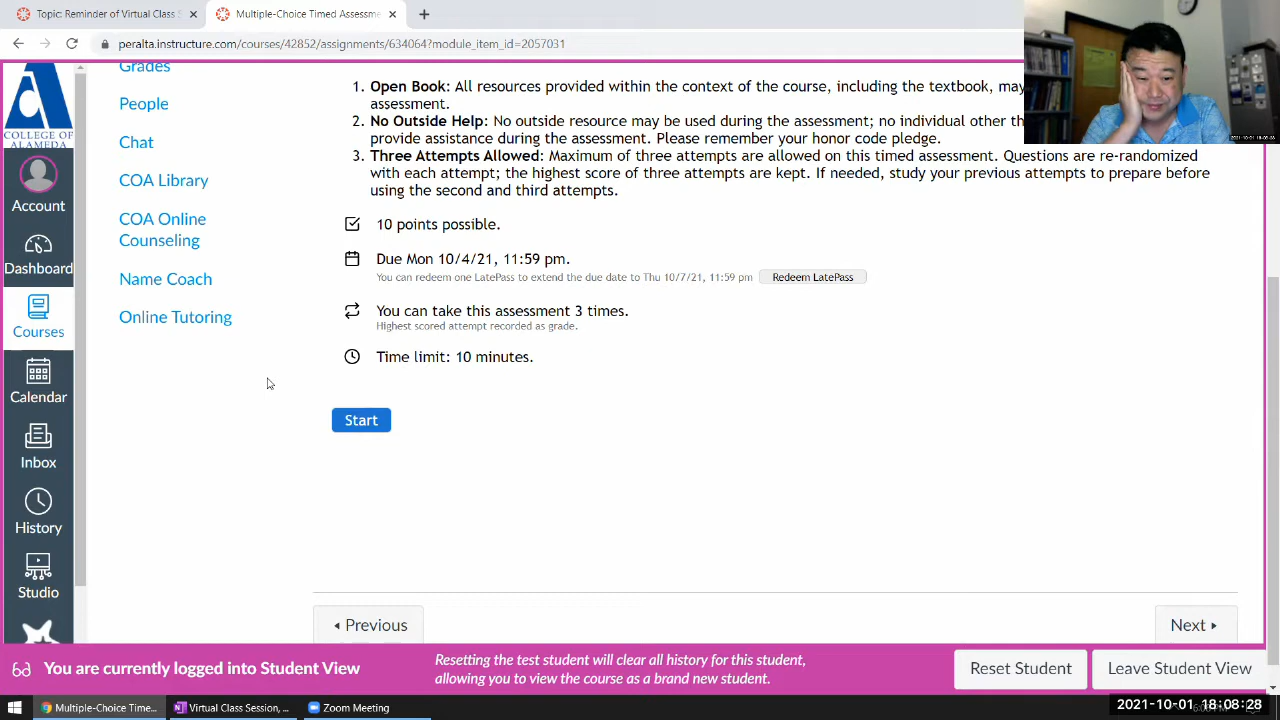 Topic: Reminder of Virtual Class S
Multiple-Choice Timed Assessme
peralta.instructure.com/courses/42852/assignments/634064?module_item_id=2057031
COLLEGE OF
ALAMEDA
Account
Dashboard
Courses
Calendar
Inbox
History
Studio
Grades
People
Chat
COA Library
COA Online
Counseling
Name Coach
Online Tutoring
1. Open Book: All resources provided within the context of the course, including the textbook, may
assessment.
2. No Outside Help: No outside resource may be used during the assessment; no individual other th
provide assistance during the assessment. Please remember your honor code pledge.
3. Three Attempts Allowed: Maximum of three attempts are allowed on this timed assessment. Questions are re-randomized
with each attempt; the highest score of three attempts are kept. If needed, study your previous attempts to prepare before
using the second and third attempts.
10 points possible.
Due Mon 10/4/21, 11:59 pm.
You can redeem one LatePass to extend the due date to Thu 10/7/21, 11:59 pm Redeem LatePass
You can take this assessment 3 times.
Highest scored attempt recorded as grade.
Time limit: 10 minutes.
Start
Previous
Next
You are currently logged into Student View
Resetting the test student will clear all history for this student,
allowing you to view the course as a brand new student.
Reset Student
Leave Student View
Multiple-Choice Time...
Virtual Class Session, ...
Zoom Meeting
2021-10-01 18:08:28